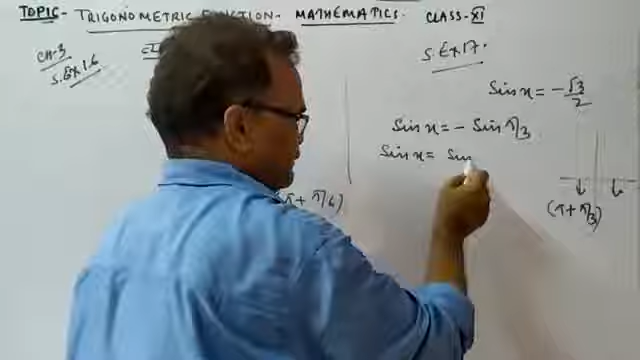 TOPIC- TRIGONOMETRIC FUNCTION- MATHEMATICS. CLASS-XI
CH-3
S.EX 1.6
S.EX 17.
Sin x = - √3/2
Sin x = - Sin π/3
Sin x = Sin
π + π/6)
(π + π/3)